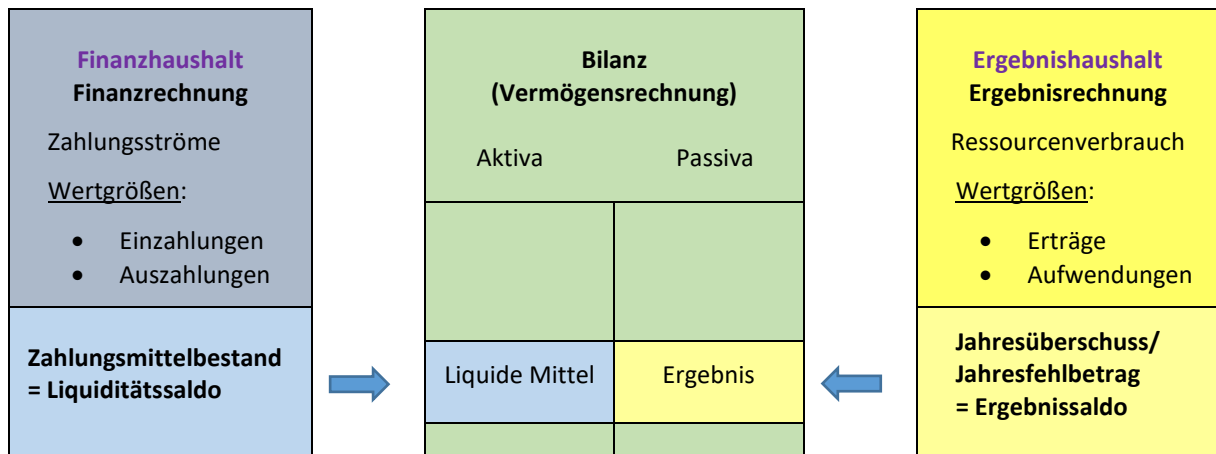 Finanzhaushalt
Finanzrechnung
Zahlungsströme
Wertgrößen:
• Einzahlungen
• Auszahlungen
Zahlungsmittelbestand
= Liquiditätssaldo
Bilanz
(Vermögensrechnung)
Aktiva Passiva
Liquide Mittel Ergebnis
Ergebnishaushalt
Ergebnisrechnung
Ressourcenverbrauch
Wertgrößen:
• Erträge
• Aufwendungen
Jahresüberschuss/
Jahresfehlbetrag
= Ergebnissaldo